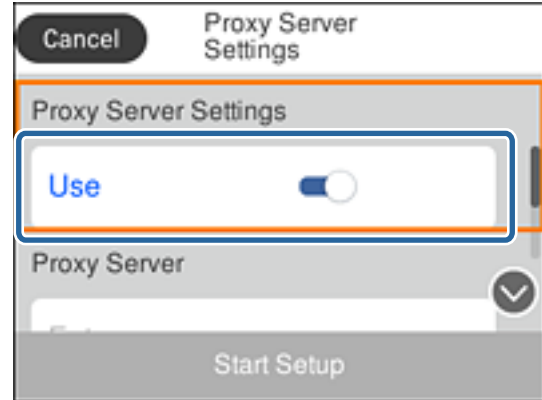 Cancel
Proxy Server
Settings
Proxy Server Settings
Use
Proxy Server
Start Setup